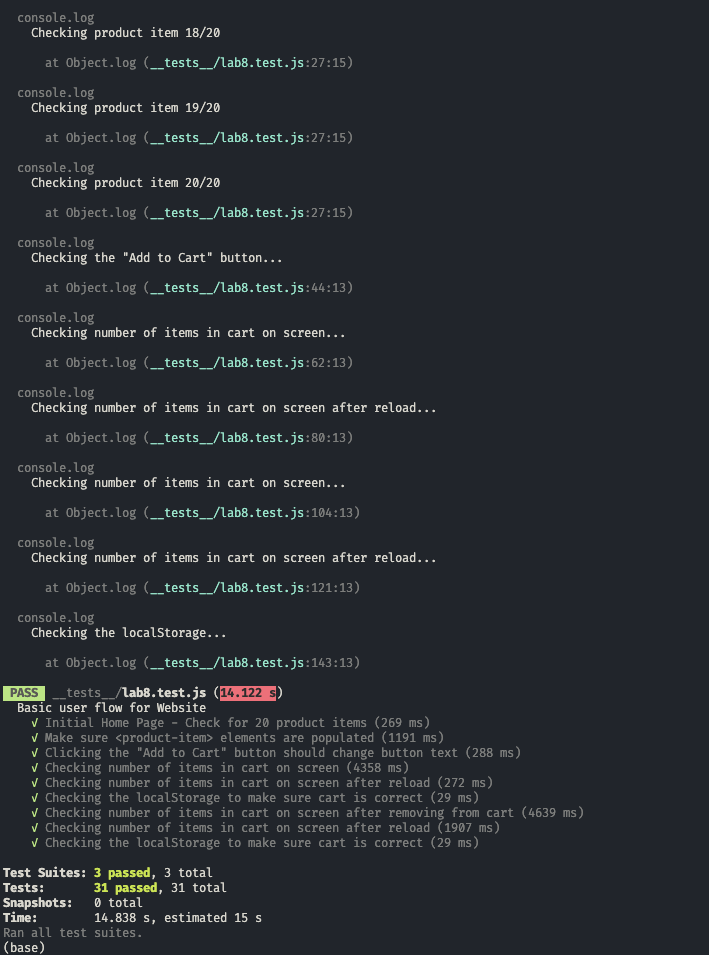 console.log
Checking product item 18/20
at Object.log (__tests__/lab8.test.js:27:15)
console.log
Checking product item 19/20
at Object.log (__tests__/lab8.test.js:27:15)
console.log
Checking product item 20/20
at Object.log (__tests__/lab8.test.js:27:15)
console.log
Checking the "Add to Cart" button...
at Object.log (__tests__/lab8.test.js:44:13)
console.log
Checking number of items in cart on screen...
at Object.log (__tests__/lab8.test.js:62:13)
console.log
Checking number of items in cart on screen after reload...
at Object.log (__tests__/lab8.test.js:80:13)
console.log
Checking number of items in cart on screen...
at Object.log (__tests__/lab8.test.js:104:13)
console.log
Checking number of items in cart on screen after reload...
at Object.log (__tests__/lab8.test.js:121:13)
console.log
Checking the localStorage...
at Object.log (__tests__/lab8.test.js:143:13)
PASS __tests__/lab8.test.js (14.122 s)
Basic user flow for Website
√ Initial Home Page - Check for 20 product items (269 ms)
√ Make sure <product-item> elements are populated (1191 ms)
√ Clicking the "Add to Cart" button should change button text (288 ms)
√ Checking number of items in cart on screen (4358 ms)
√ Checking number of items in cart on screen after reload (272 ms)
√ Checking the localStorage to make sure cart is correct (29 ms)
√ Checking number of items in cart on screen after removing from cart (4639 ms)
√ Checking number of items in cart on screen after reload (1907 ms)
√ Checking the localStorage to make sure cart is correct (29 ms)
Test Suites: 3 passed, 3 total
Tests: 31 passed, 31 total
Snapshots: 0 total
Time: 14.838 s, estimated 15 s
Ran all test suites.
(base)